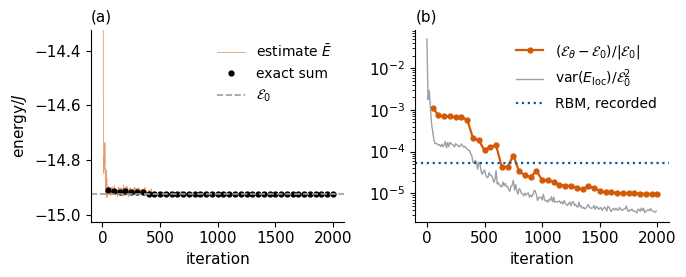 (a)
−14.4
−14.6
−14.8
−15.0
energy/J
0
500
1000
1500
2000
iteration
estimate Ē
exact sum
ℰ₀
(b)
10⁻²
10⁻³
10⁻⁴
10⁻⁵
0
500
1000
1500
2000
iteration
(ℰ_θ − ℰ₀)/|ℰ₀|
var(E_loc)/ℰ₀²
RBM, recorded